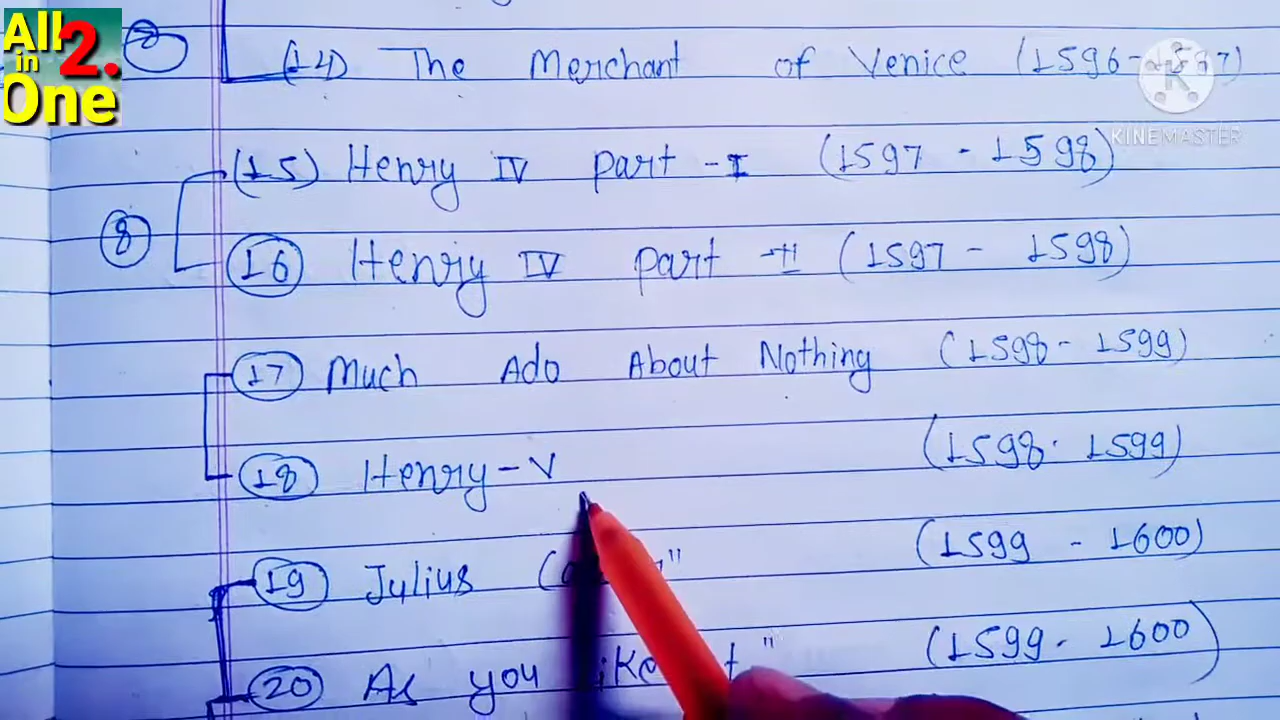 All
in 2.
One
8
(14) The Merchant of Venice (1596-1597)
KINEMASTER
(15) Henry IV Part -I (1597 - 1598)
8
16 Henry IV Part -II (1597 - 1598)
17 Much Ado About Nothing (1598 - 1599)
18 Henry - V (1598 - 1599)
19 Julius " (1599 - 1600)
20 As you like " (1599 - 1600)